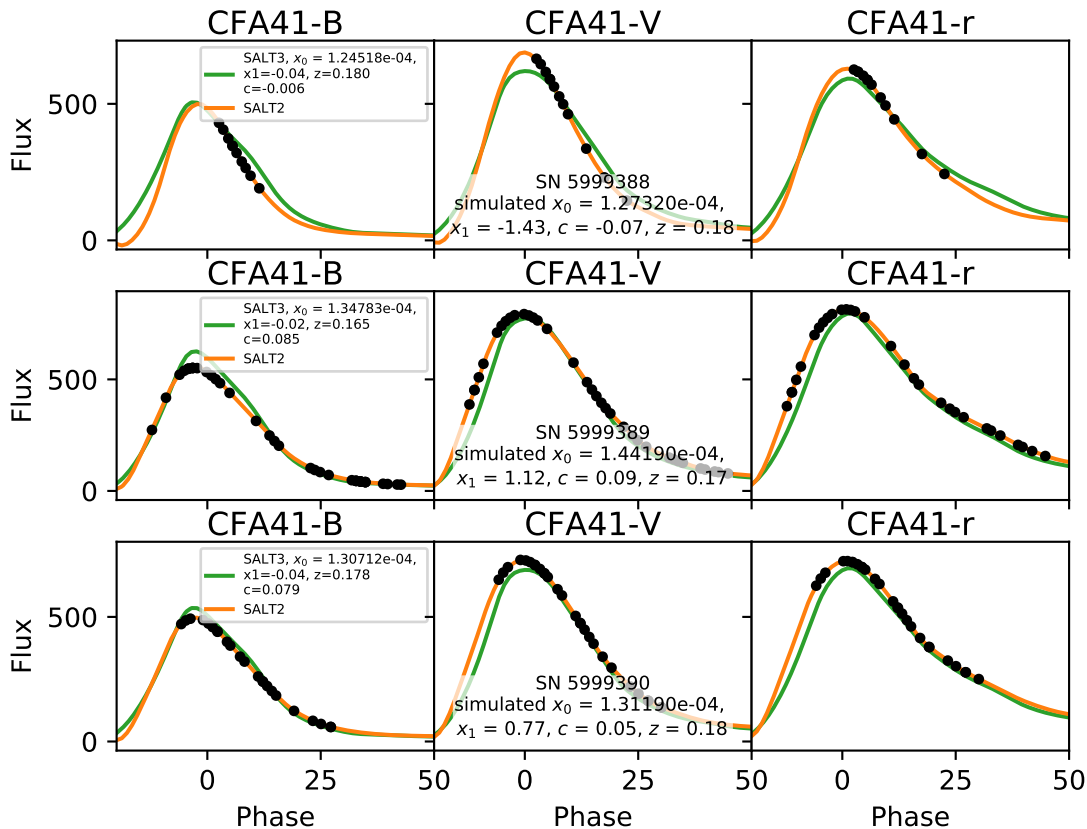 CFA41-B CFA41-V CFA41-r
SALT3, x₀ = 1.24518e-04,
x1=-0.04, z=0.180
c=-0.006
SALT2
500
0
Flux
SN 5999388
simulated x₀ = 1.27320e-04,
x₁ = -1.43, c = -0.07, z = 0.18
CFA41-B CFA41-V CFA41-r
SALT3, x₀ = 1.34783e-04,
x1=-0.02, z=0.165
c=0.085
SALT2
500
0
Flux
SN 5999389
simulated x₀ = 1.44190e-04,
x₁ = 1.12, c = 0.09, z = 0.17
CFA41-B CFA41-V CFA41-r
SALT3, x₀ = 1.30712e-04,
x1=-0.04, z=0.178
c=0.079
SALT2
500
0
Flux
SN 5999390
simulated x₀ = 1.31190e-04,
x₁ = 0.77, c = 0.05, z = 0.18
0 25 50 0 25 50 0 25 50
Phase Phase Phase